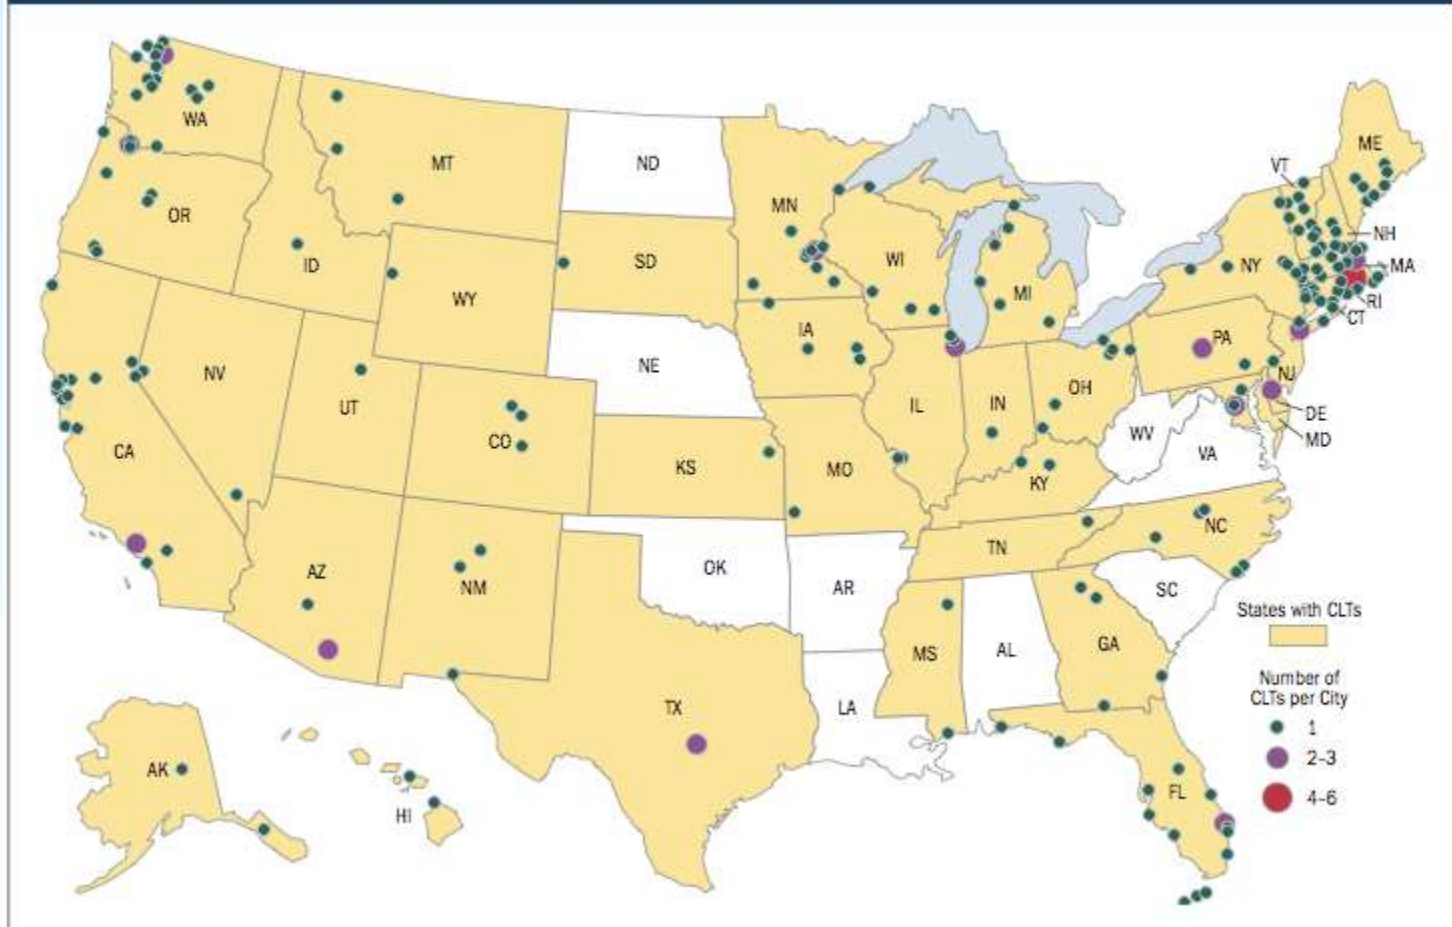 WA
MT
ND
ME
VT
OR
MN
NH
ID
SD
WI
NY
MA
WY
MI
RI
CT
IA
PA
NV
NE
NJ
UT
IL
IN
OH
DE
CO
MD
CA
WV
VA
KS
MO
KY
NC
TN
AZ
NM
OK
AR
SC
States with CLTs
MS
AL
GA
Number of
CLTs per City
TX
LA
1
2-3
4-6
AK
HI
FL